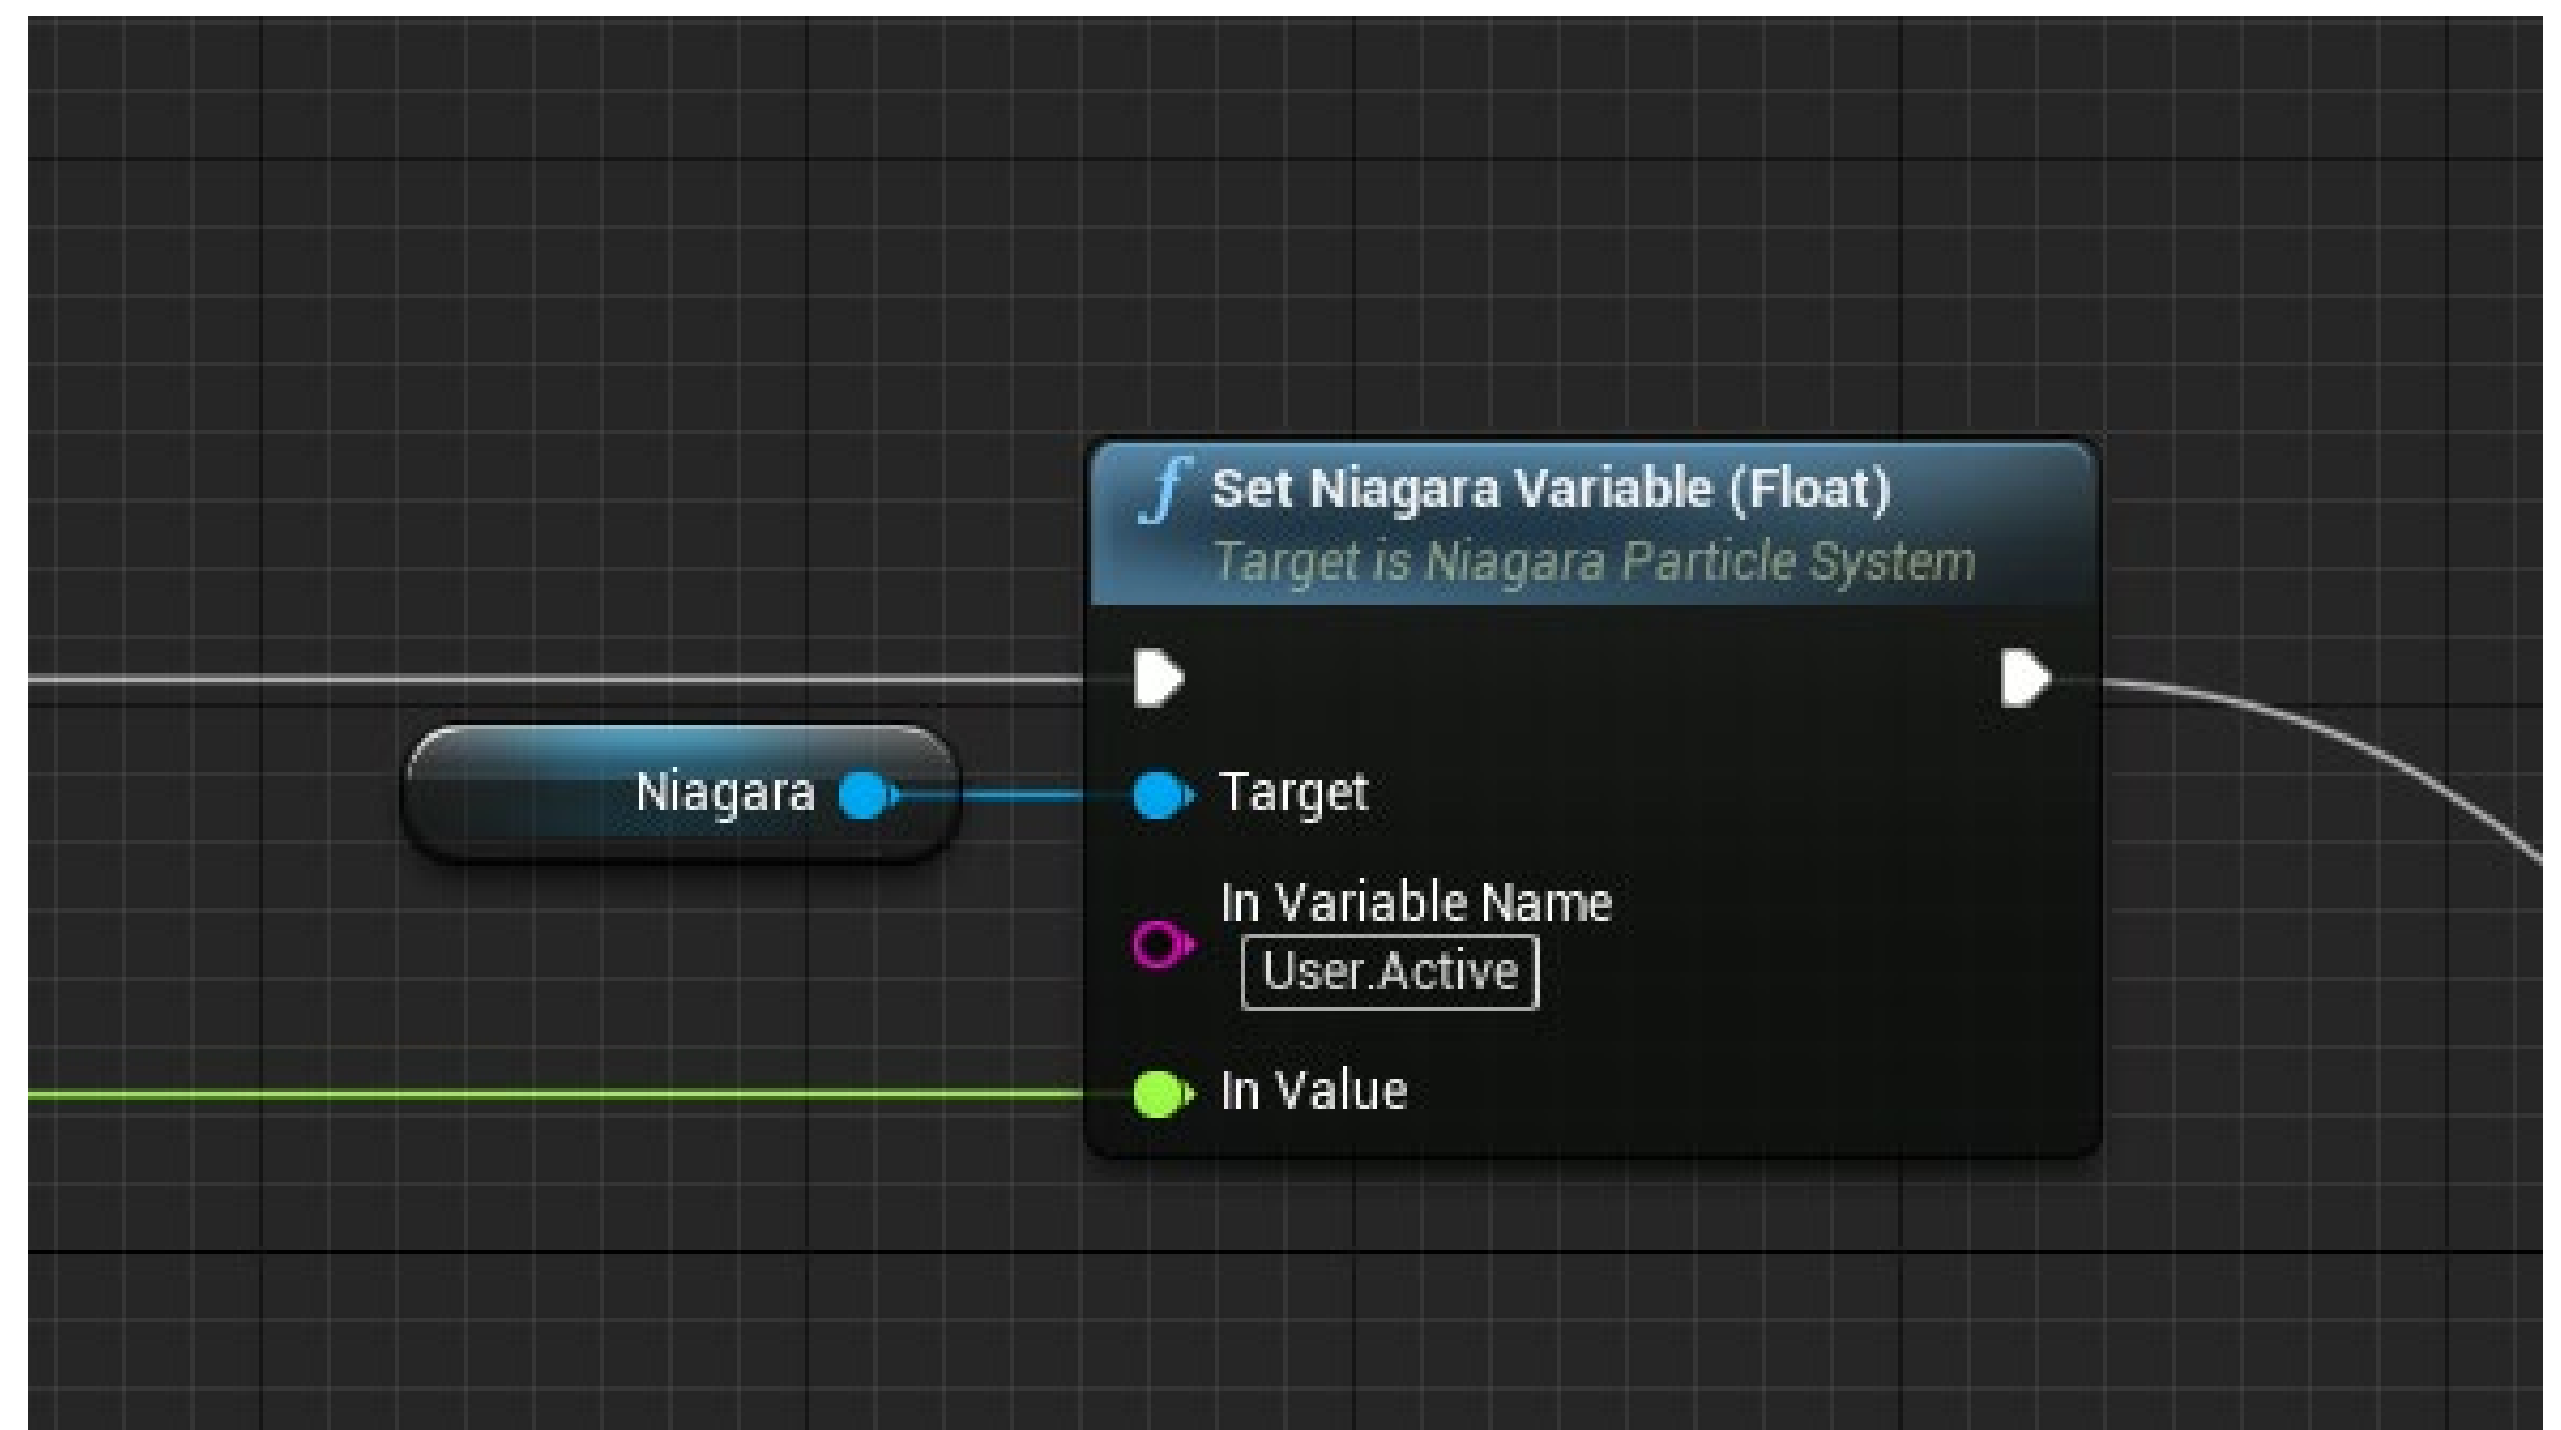 Set Niagara Variable (Float)
Target is Niagara Particle System
Niagara
Target
In Variable Name
User.Active
In Value